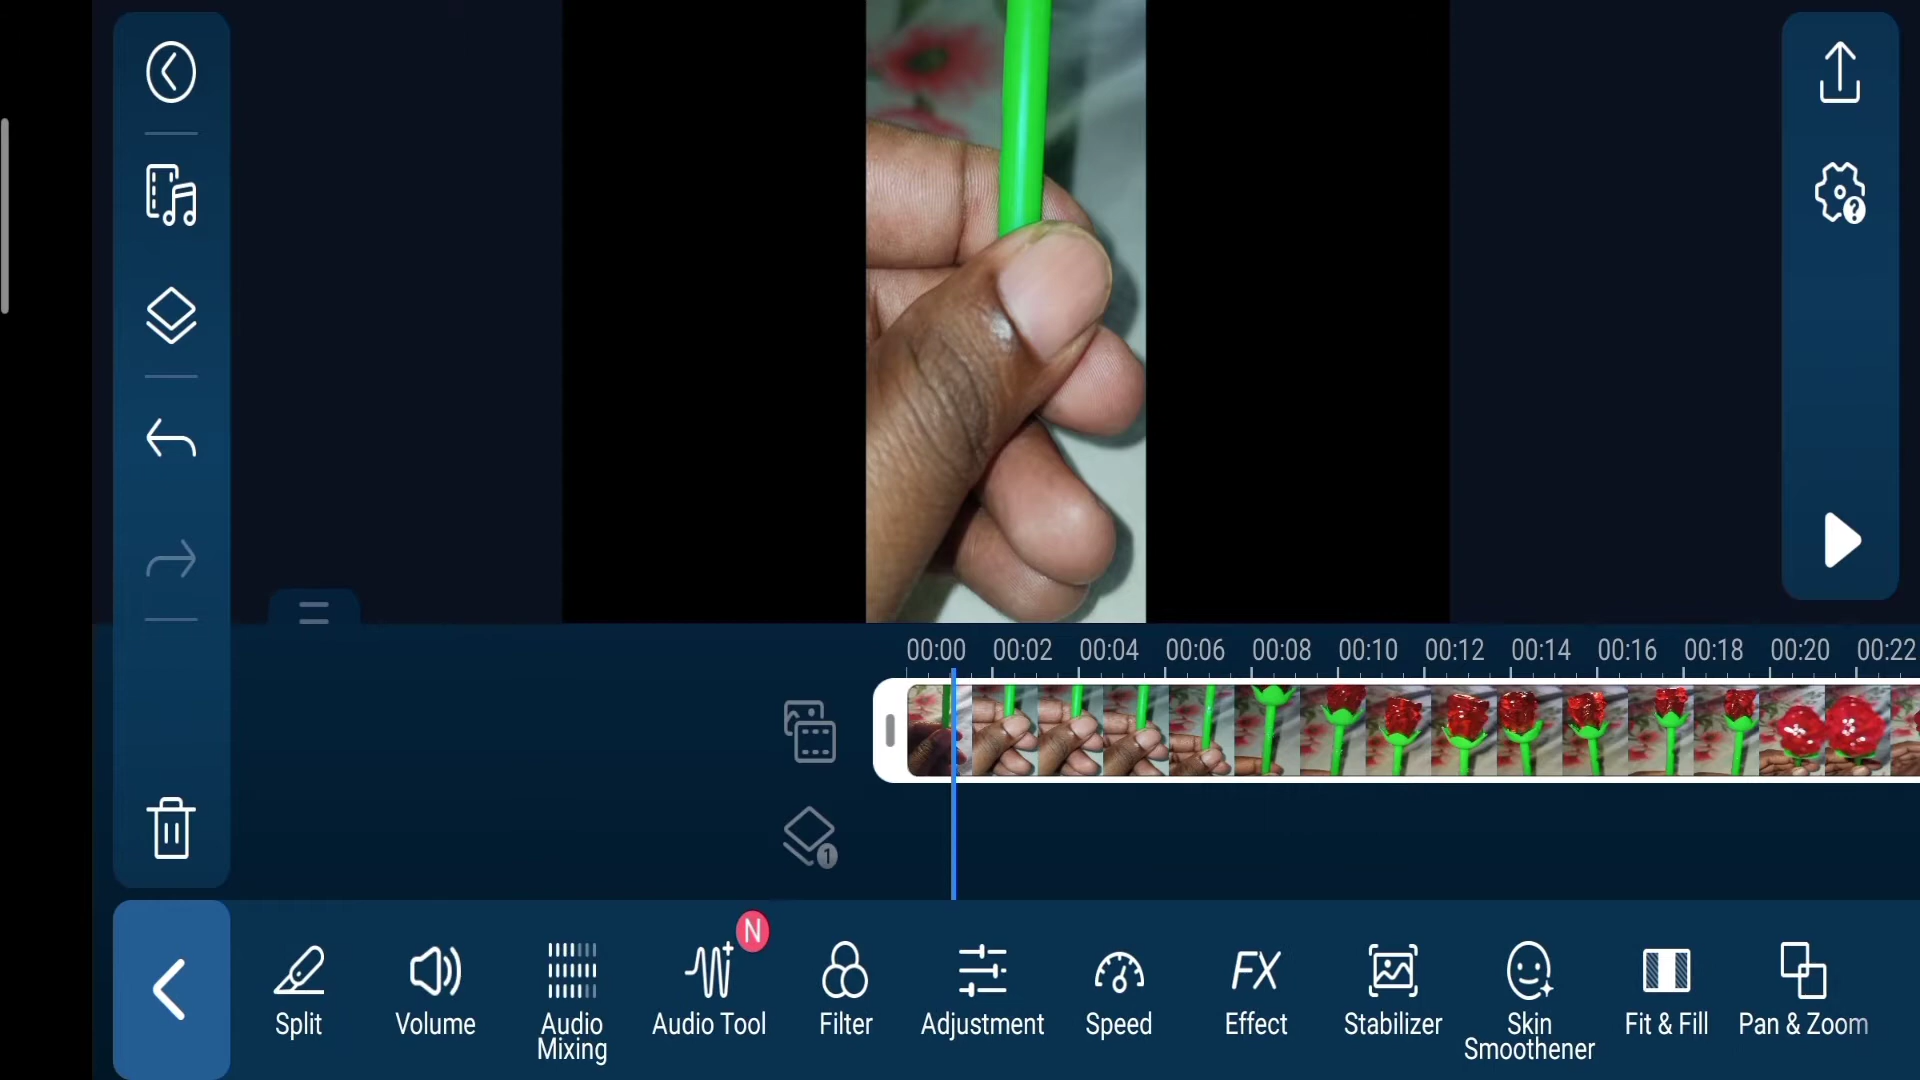 00:00 00:02 00:04 00:06 00:08 00:10 00:12 00:14 00:16 00:18 00:20 00:22
1
N
Split Volume Audio Mixing Audio Tool Filter Adjustment Speed FX Effect Stabilizer Skin Smoothener Fit & Fill Pan & Zoom